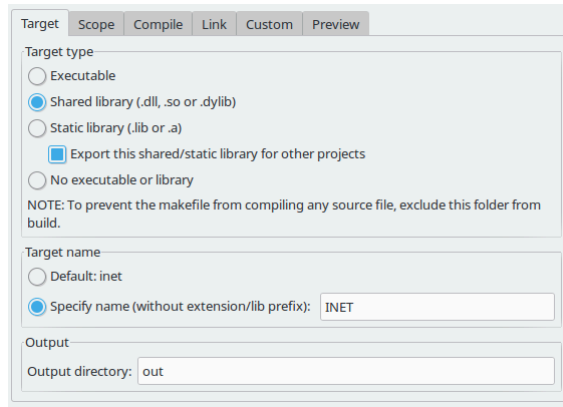 Target Scope Compile Link Custom Preview
Target type
Executable
Shared library (.dll, .so or .dylib)
Static library (.lib or .a)
Export this shared/static library for other projects
No executable or library
NOTE: To prevent the makefile from compiling any source file, exclude this folder from
build.
Target name
Default: inet
Specify name (without extension/lib prefix): INET
Output
Output directory: out